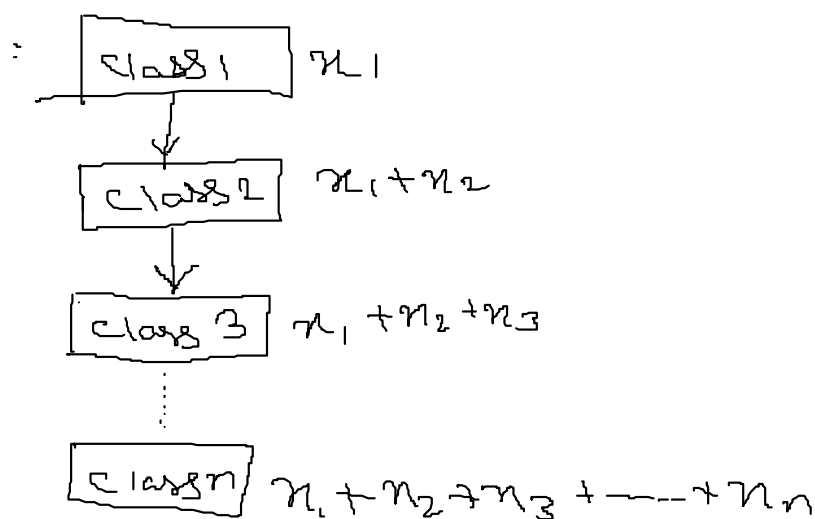 class 1 n1
class 2 n1 + n2
class 3 n1 + n2 + n3
class n n1 + n2 + n3 + ----- + nn